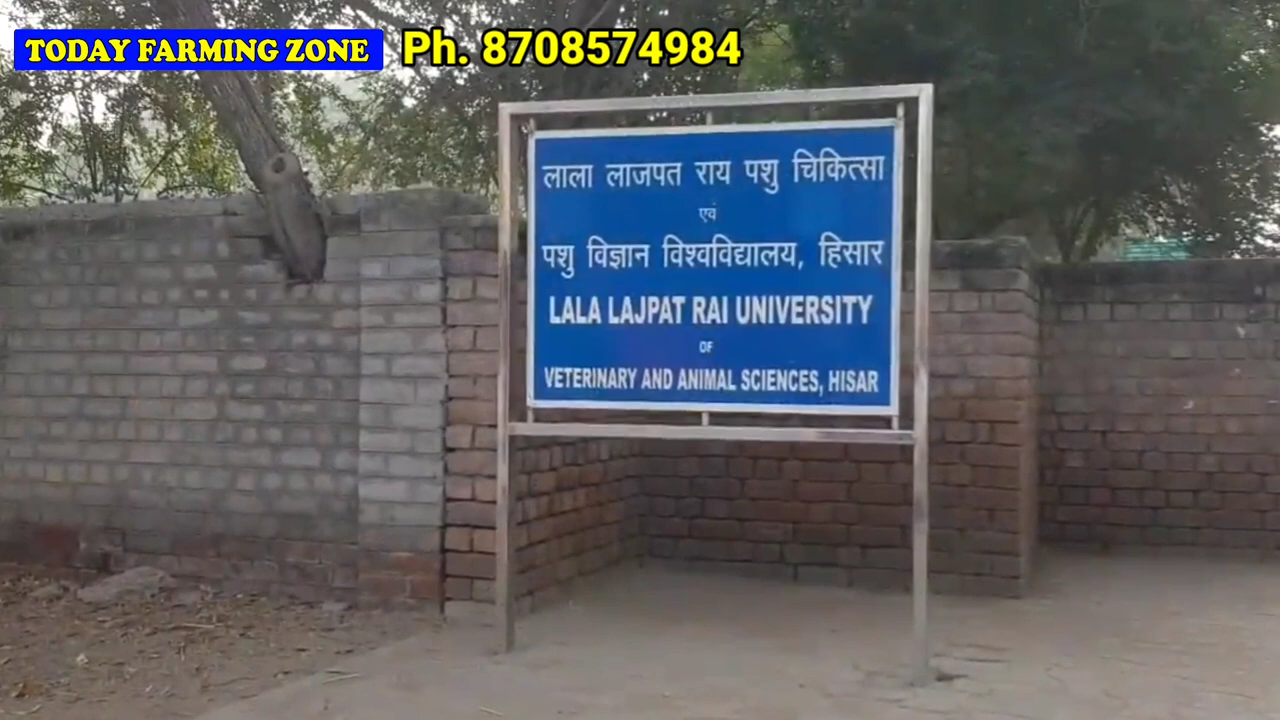 TODAY FARMING ZONE Ph. 8708574984
लाला लाजपत राय पशु चिकित्सा
एवं
पशु विज्ञान विश्वविद्यालय, हिसार
LALA LAJPAT RAI UNIVERSITY
OF
VETERINARY AND ANIMAL SCIENCES, HISAR